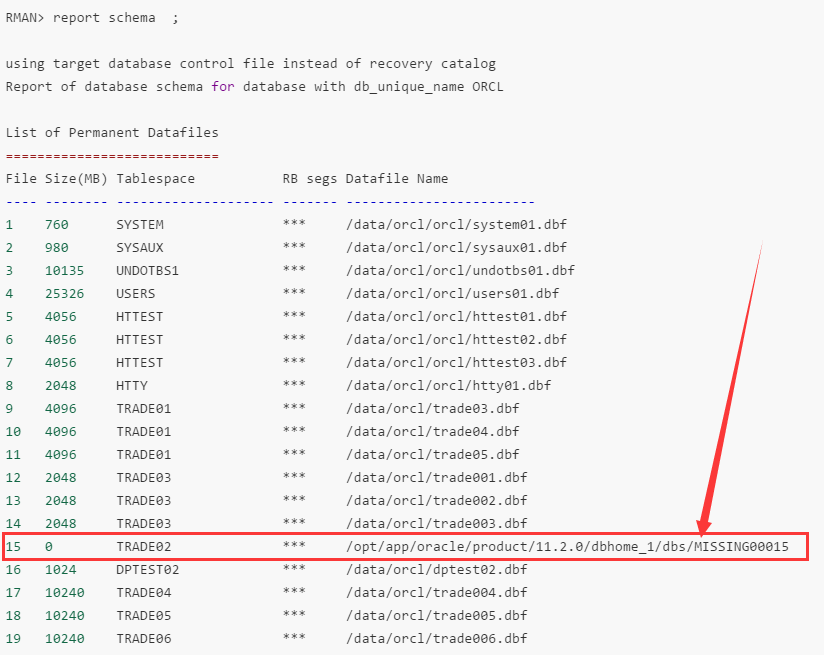 RMAN> report schema  ;
using target database control file instead of recovery catalog
Report of database schema for database with db_unique_name ORCL
List of Permanent Datafiles
===========================
File Size(MB) Tablespace           RB segs Datafile Name
---- -------- -------------------- ------- ------------------------
1    760      SYSTEM               ***     /data/orcl/orcl/system01.dbf
2    980      SYSAUX               ***     /data/orcl/orcl/sysaux01.dbf
3    10135    UNDOTBS1             ***     /data/orcl/orcl/undotbs01.dbf
4    25326    USERS                ***     /data/orcl/orcl/users01.dbf
5    4056     HTTEST               ***     /data/orcl/orcl/httest01.dbf
6    4056     HTTEST               ***     /data/orcl/orcl/httest02.dbf
7    4056     HTTEST               ***     /data/orcl/orcl/httest03.dbf
8    2048     HTTY                 ***     /data/orcl/orcl/htty01.dbf
9    4096     TRADE01              ***     /data/orcl/trade03.dbf
10   4096     TRADE01              ***     /data/orcl/trade04.dbf
11   4096     TRADE01              ***     /data/orcl/trade05.dbf
12   2048     TRADE03              ***     /data/orcl/trade001.dbf
13   2048     TRADE03              ***     /data/orcl/trade002.dbf
14   2048     TRADE03              ***     /data/orcl/trade003.dbf
15   0        TRADE02              ***     /opt/app/oracle/product/11.2.0/dbhome_1/dbs/MISSING00015
16   1024     DPTEST02             ***     /data/orcl/dptest02.dbf
17   10240    TRADE04              ***     /data/orcl/trade004.dbf
18   10240    TRADE05              ***     /data/orcl/trade005.dbf
19   10240    TRADE06              ***     /data/orcl/trade006.dbf